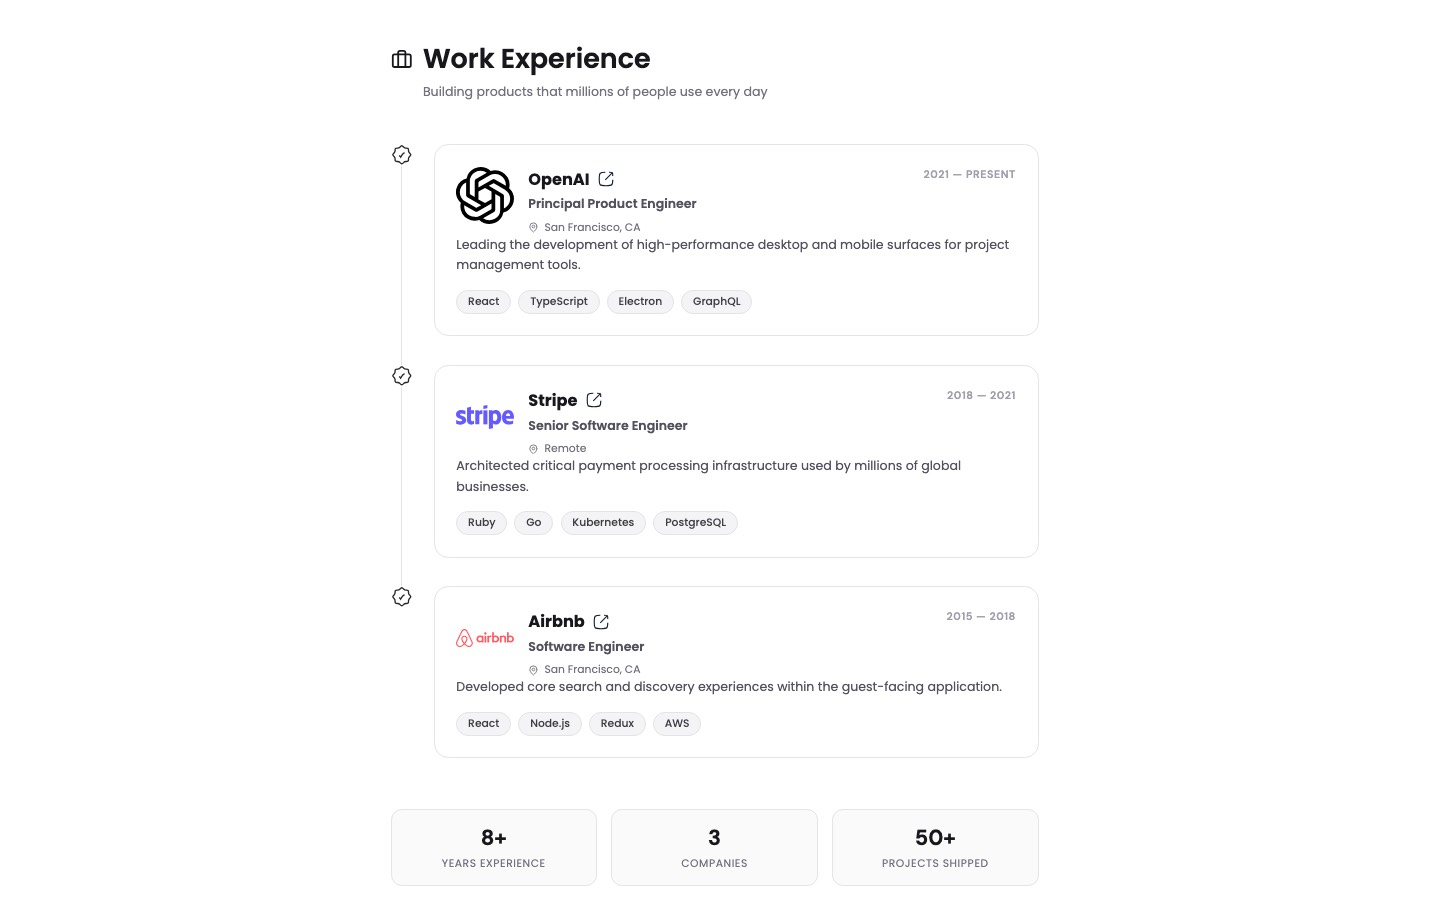 Work Experience
Building products that millions of people use every day
OpenAI
2021 — PRESENT
Principal Product Engineer
San Francisco, CA
Leading the development of high-performance desktop and mobile surfaces for project
management tools.
React TypeScript Electron GraphQL
stripe
Stripe
2018 — 2021
Senior Software Engineer
Remote
Architected critical payment processing infrastructure used by millions of global
businesses.
Ruby Go Kubernetes PostgreSQL
airbnb
Airbnb
2015 — 2018
Software Engineer
San Francisco, CA
Developed core search and discovery experiences within the guest-facing application.
React Node.js Redux AWS
8+
YEARS EXPERIENCE
3
COMPANIES
50+
PROJECTS SHIPPED